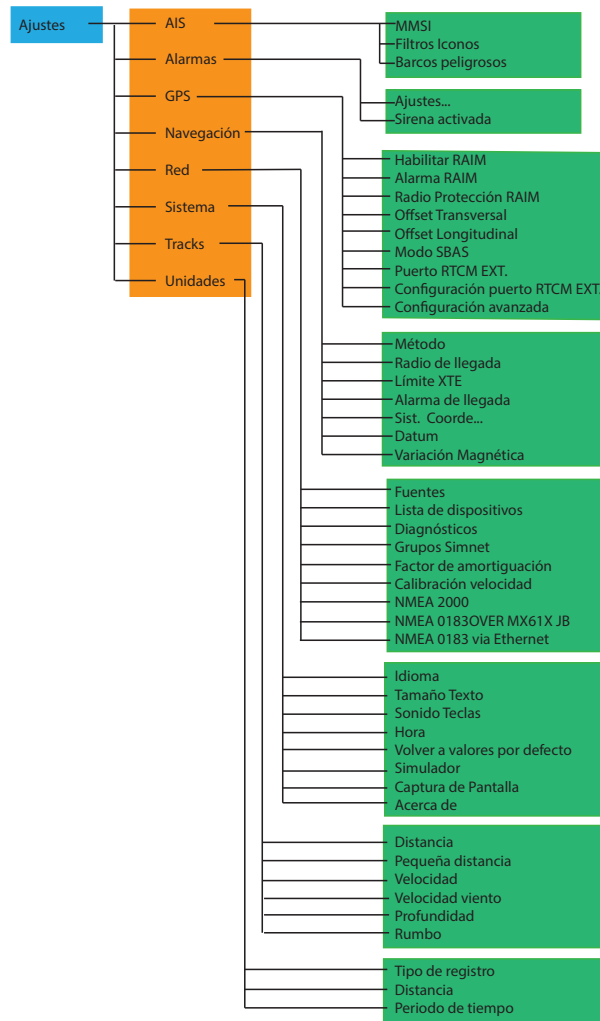 Ajustes
AIS
Alarmas
GPS
Navegación
Red
Sistema
Tracks
Unidades
MMSI
Filtros Iconos
Barcos peligrosos
Ajustes...
Sirena activada
Habilitar RAIM
Alarma RAIM
Radio Protección RAIM
Offset Transversal
Offset Longitudinal
Modo SBAS
Puerto RTCM EXT.
Configuración puerto RTCM EXT.
Configuración avanzada
Método
Radio de llegada
Límite XTE
Alarma de llegada
Sist. Coorde...
Datum
Variación Magnética
Fuentes
Lista de dispositivos
Diagnósticos
Grupos Simnet
Factor de amortiguación
Calibración velocidad
NMEA 2000
NMEA 0183OVER MX61X JB
NMEA 0183 via Ethernet
Idioma
Tamaño Texto
Sonido Teclas
Hora
Volver a valores por defecto
Simulador
Captura de Pantalla
Acerca de
Distancia
Pequeña distancia
Velocidad
Velocidad viento
Profundidad
Rumbo
Tipo de registro
Distancia
Periodo de tiempo